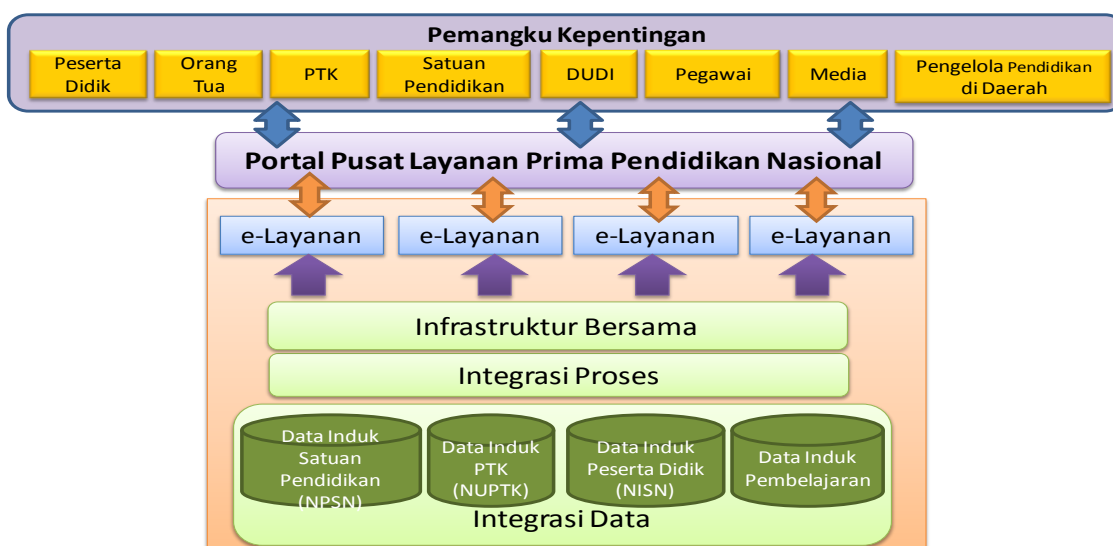 Pemangku Kepentingan
Peserta
Didik
Orang
Tua
PTK
Satuan
Pendidikan
DUDI
Pegawai
Media
Pengelola Pendidikan
di Daerah
Portal Pusat Layanan Prima Pendidikan Nasional
e-Layanan
e-Layanan
e-Layanan
e-Layanan
Infrastruktur Bersama
Integrasi Proses
Data Induk
Satuan
Pendidikan
(NPSN)
Data Induk
PTK
(NUPTK)
Data Induk
Peserta Didik
(NISN)
Data Induk
Pembelajaran
Integrasi Data